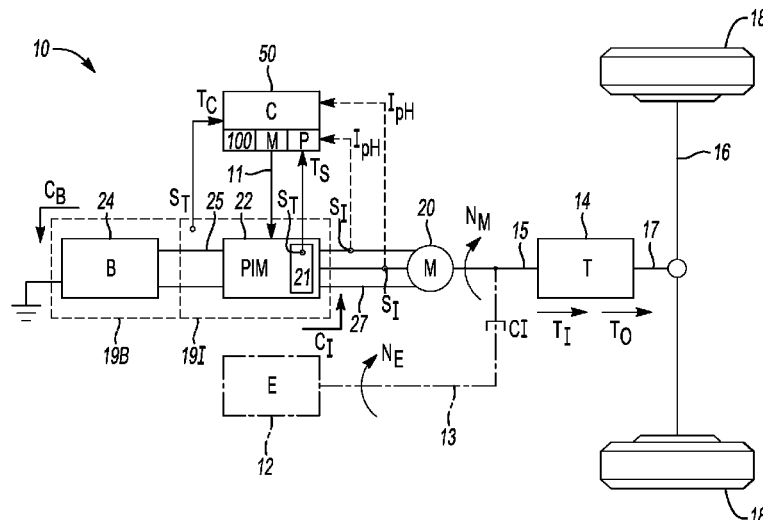 18
10
50
T_C
C
I_pH
100 M P
I_pH
16
11
T_S
C_B
24
S_T
25
22
S_T
S_I
20
N_M
14
15
17
B
PIM
21
M
T
S_I
27
C_I
CI
T_I
T_O
19B
19I
N_E
E
12
13
18